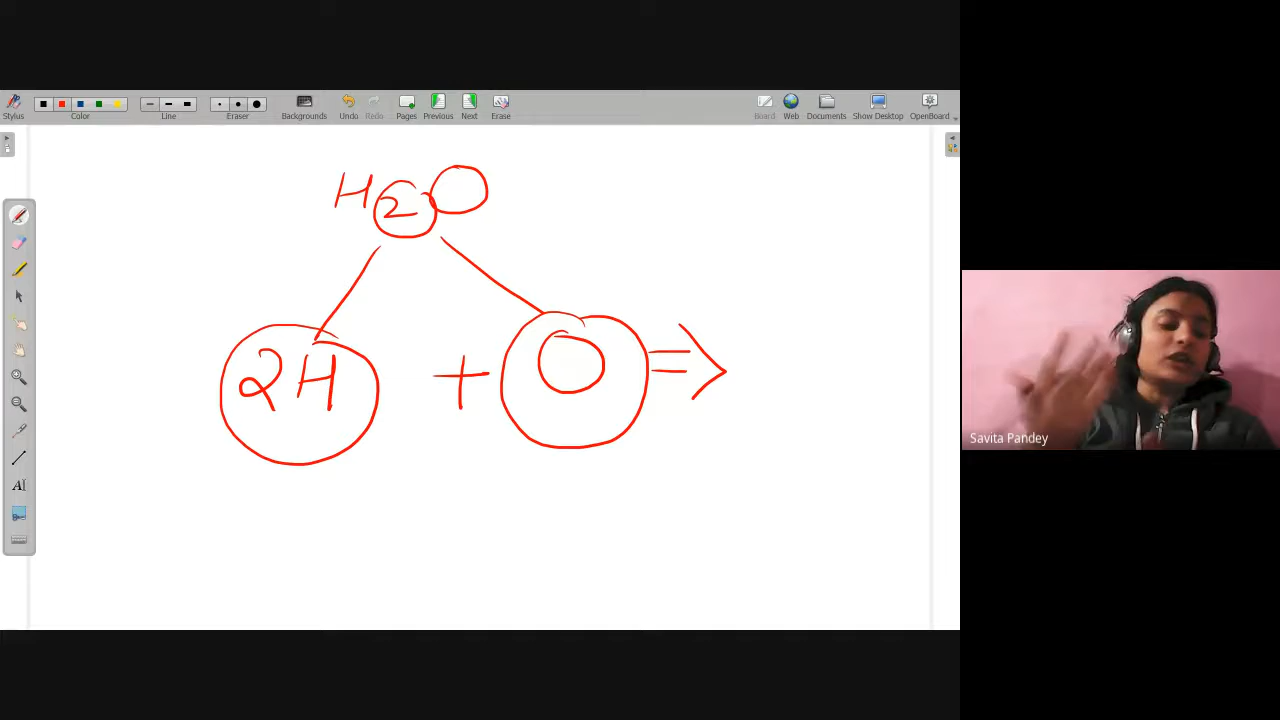 Stylus
Color
Line
Eraser
Backgrounds
Undo
Redo
Pages
Previous
Next
Erase
Board
Web
Documents
Show Desktop
OpenBoard
H2O
2H + O ⇒
Savita Pandey